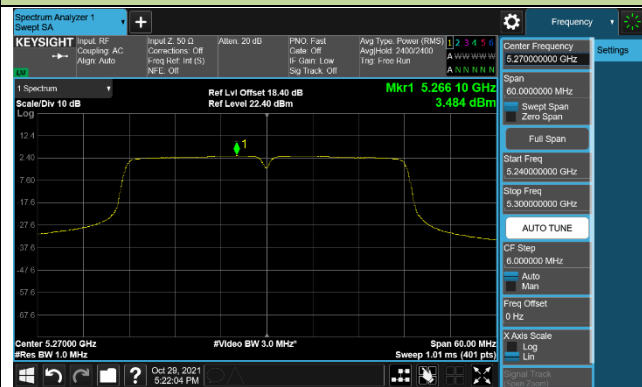 Spectrum Analyzer 1
Swept SA
+
Frequency
KEYSIGHT
Input: RF
Coupling: AC
Align: Auto
Input Z: 50 Ω
Corrections: Off
Freq Ref: Int (S)
NFE: Off
Atten: 20 dB
PNO: Fast
Gate: Off
IF Gain: Low
Sig Track: Off
Avg Type: Power (RMS)
Avg|Hold: 2400/2400
Trig: Free Run
1 2 3 4 5 6
A W W W W W
A N N N N N
LXI
1 Spectrum
Scale/Div 10 dB
Log
Ref Lvl Offset 18.40 dB
Ref Level 22.40 dBm
Mkr1 5.266 10 GHz
3.484 dBm
1
12.4
2.40
-7.60
-17.6
-27.6
-37.6
-47.6
-57.6
-67.6
Center 5.27000 GHz
#Res BW 1.0 MHz
#Video BW 3.0 MHz*
Span 60.00 MHz
Sweep 1.01 ms (401 pts)
Center Frequency
5.270000000 GHz
Settings
Span
60.0000000 MHz
Swept Span
Zero Span
Full Span
Start Freq
5.240000000 GHz
Stop Freq
5.300000000 GHz
AUTO TUNE
CF Step
6.000000 MHz
Auto
Man
Freq Offset
0 Hz
X Axis Scale
Log
Lin
Signal Track
(Span Zoom)
?
Oct 29, 2021
5:22:04 PM